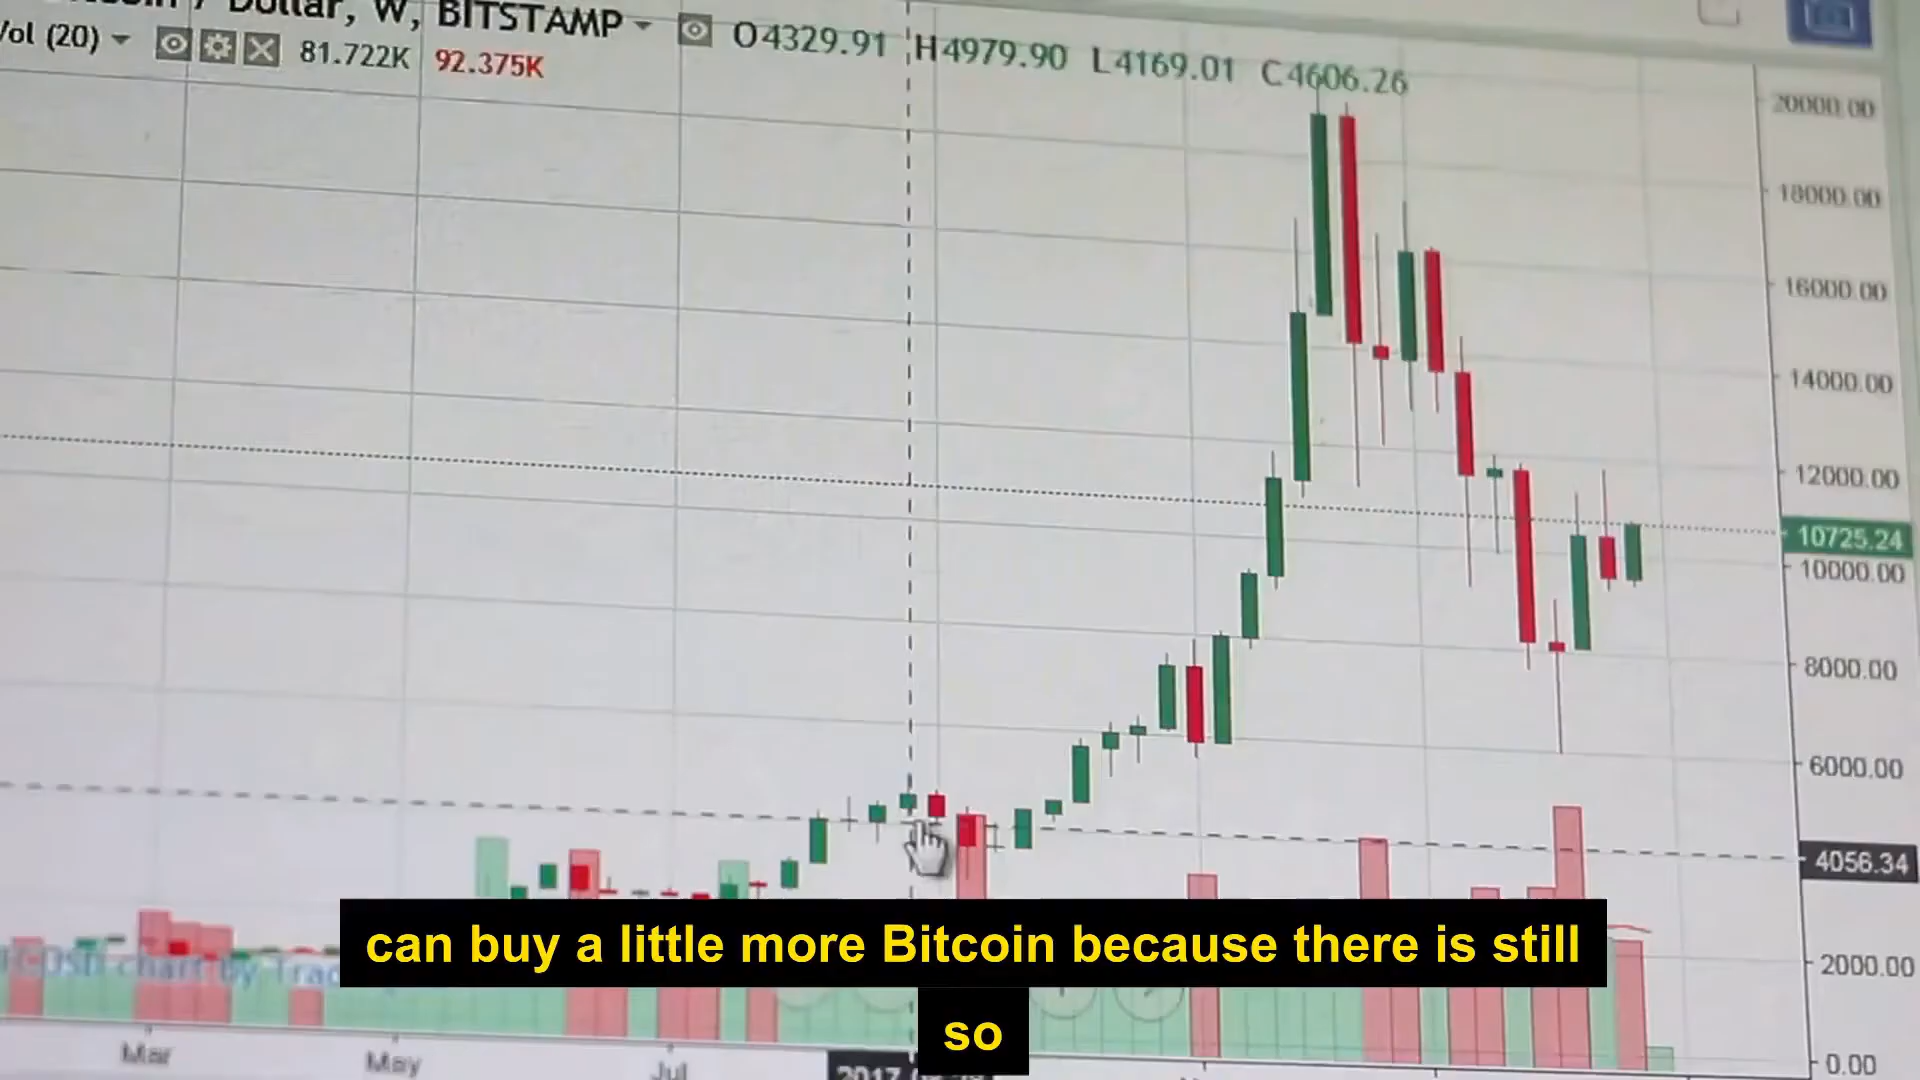 Dollar, W, BITSTAMP O4329.91 H4979.90 L4169.01 C4606.26
Vol (20) 81.722K 92.375K
20000.00
18000.00
16000.00
14000.00
12000.00
10725.24
10000.00
8000.00
6000.00
4056.34
2000.00
0.00
chart by
can buy a little more Bitcoin because there is still
so
Mar May Jul